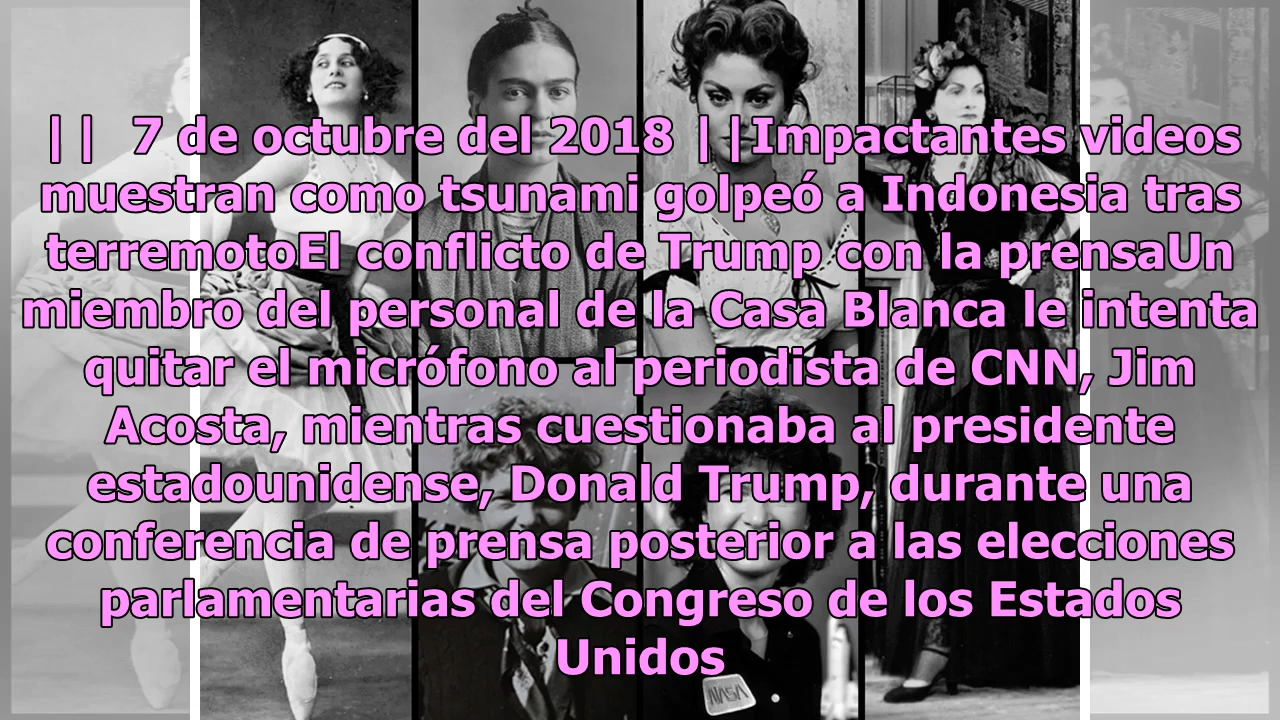 || 7 de octubre del 2018 ||Impactantes videos
muestran como tsunami golpeó a Indonesia tras
terremotoEl conflicto de Trump con la prensaUn
miembro del personal de la Casa Blanca le intenta
quitar el micrófono al periodista de CNN, Jim
Acosta, mientras cuestionaba al presidente
estadounidense, Donald Trump, durante una
conferencia de prensa posterior a las elecciones
parlamentarias del Congreso de los Estados
Unidos
NASA